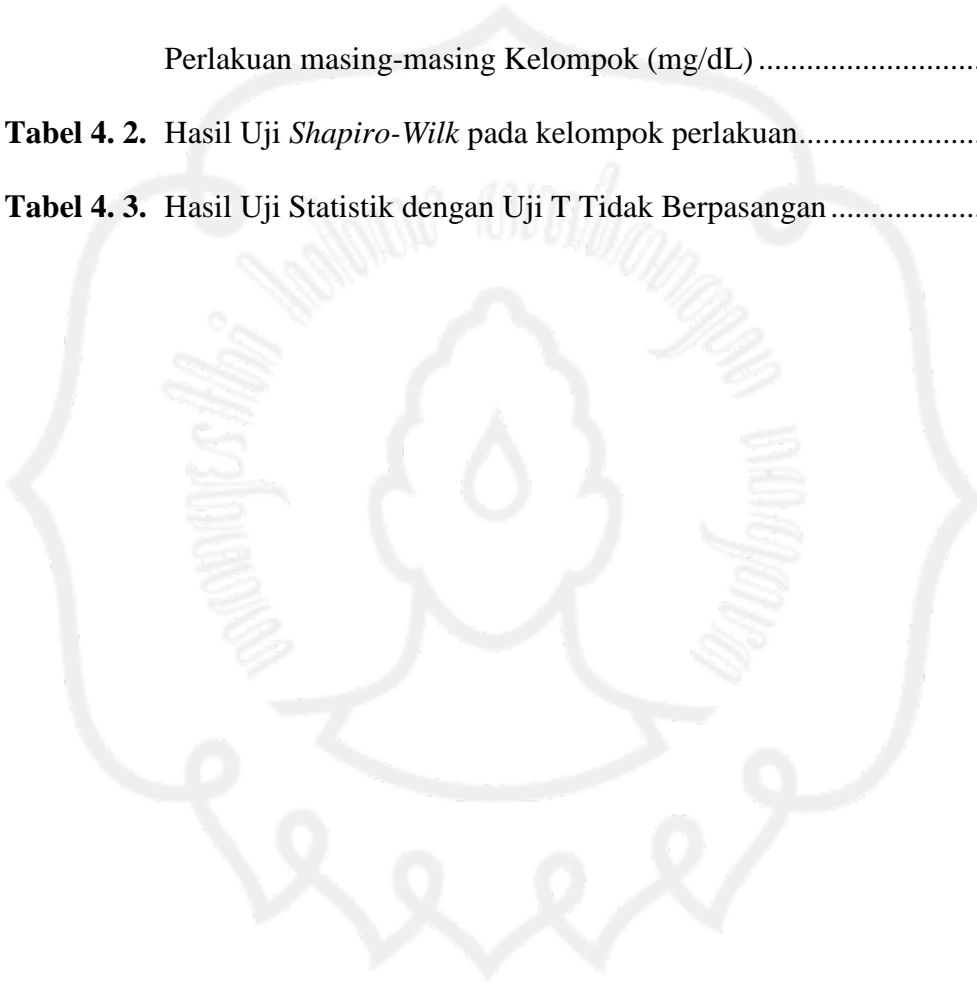 Perlakuan masing-masing Kelompok (mg/dL) ...........................
Tabel 4. 2. Hasil Uji Shapiro-Wilk pada kelompok perlakuan.......................
Tabel 4. 3. Hasil Uji Statistik dengan Uji T Tidak Berpasangan ..................